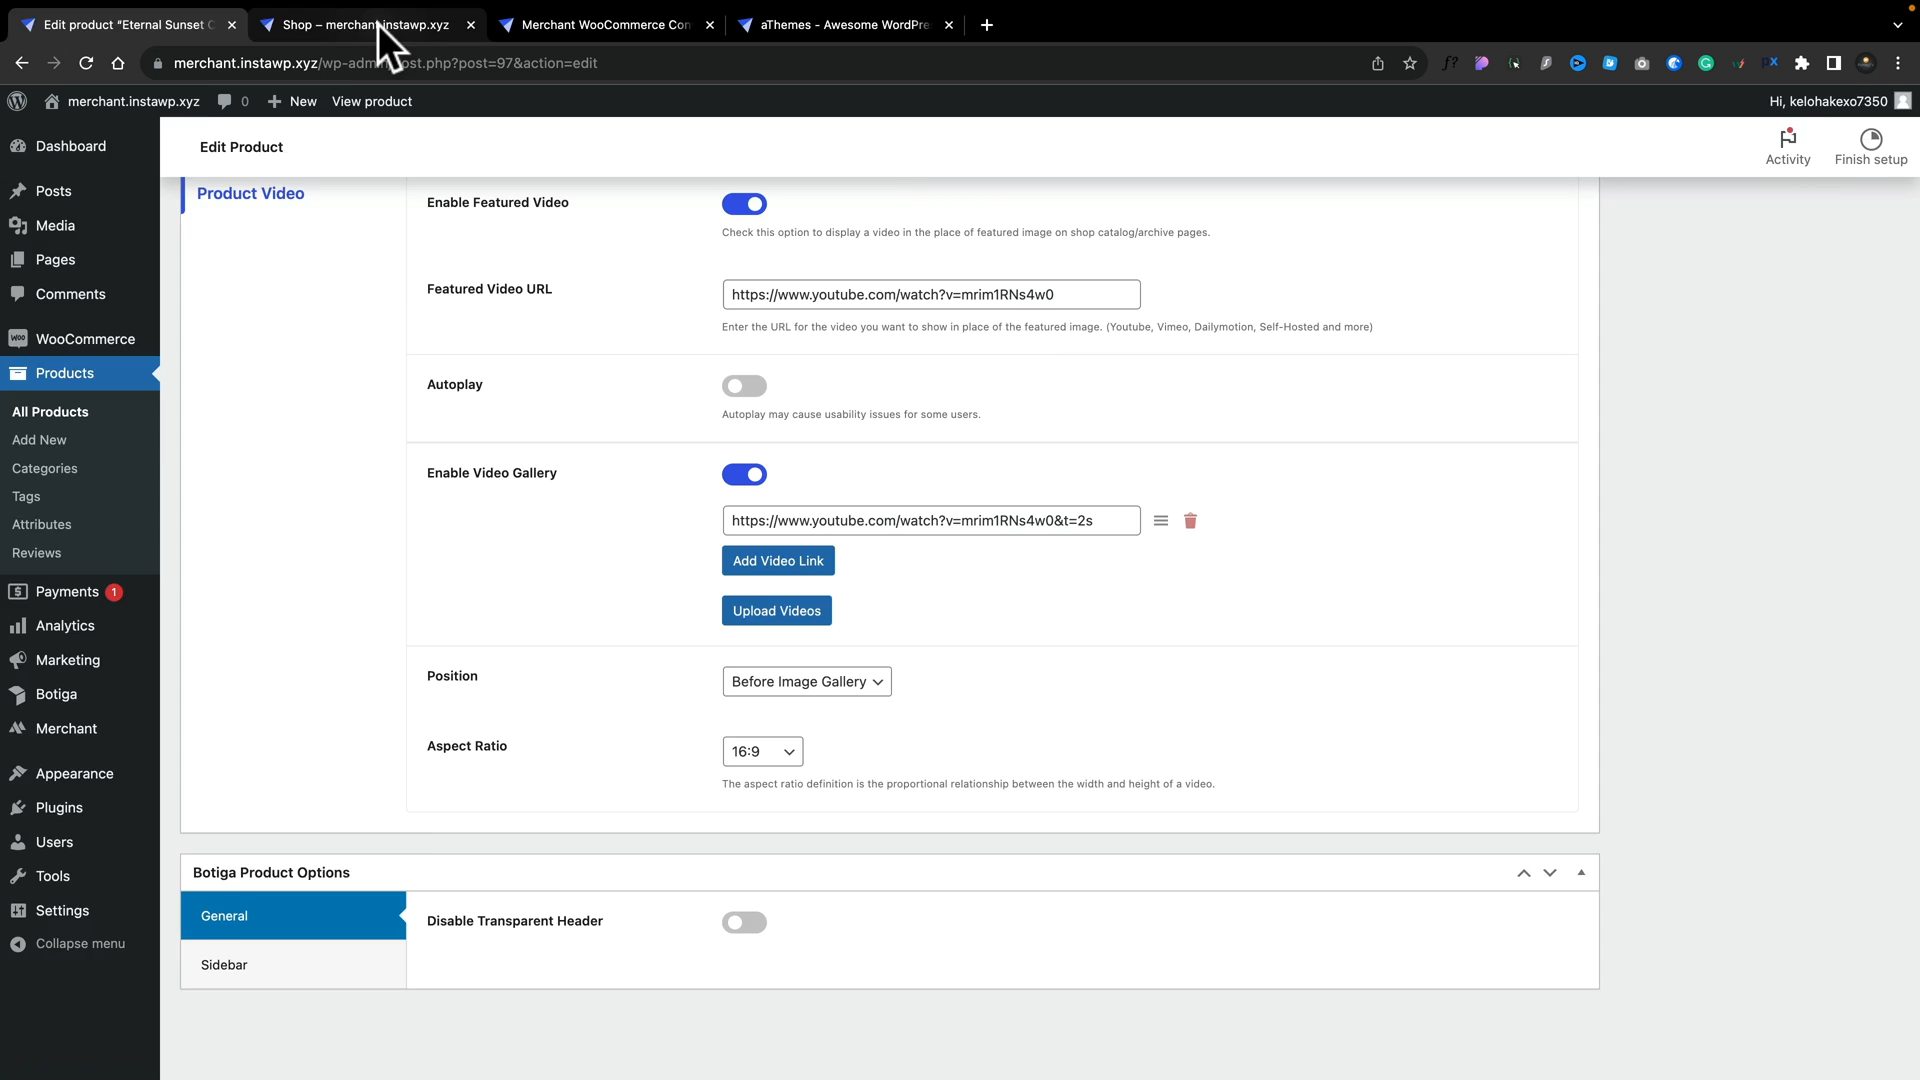 Edit product “Eternal Sunset C
Shop – merchant.instawp.xyz
Merchant WooCommerce Con
aThemes - Awesome WordPre
merchant.instawp.xyz/wp-admin/post.php?post=97&action=edit
merchant.instawp.xyz
0
New
View product
Hi, kelohakexo7350
Edit Product
Activity
Finish setup
Dashboard
Posts
Media
Pages
Comments
WooCommerce
Products
All Products
Add New
Categories
Tags
Attributes
Reviews
Payments 1
Analytics
Marketing
Botiga
Merchant
Appearance
Plugins
Users
Tools
Settings
Collapse menu
Product Video
Enable Featured Video
Check this option to display a video in the place of featured image on shop catalog/archive pages.
Featured Video URL
https://www.youtube.com/watch?v=mrim1RNs4w0
Enter the URL for the video you want to show in place of the featured image. (Youtube, Vimeo, Dailymotion, Self-Hosted and more)
Autoplay
Autoplay may cause usability issues for some users.
Enable Video Gallery
https://www.youtube.com/watch?v=mrim1RNs4w0&t=2s
Add Video Link
Upload Videos
Position
Before Image Gallery
Aspect Ratio
16:9
The aspect ratio definition is the proportional relationship between the width and height of a video.
Botiga Product Options
General
Sidebar
Disable Transparent Header